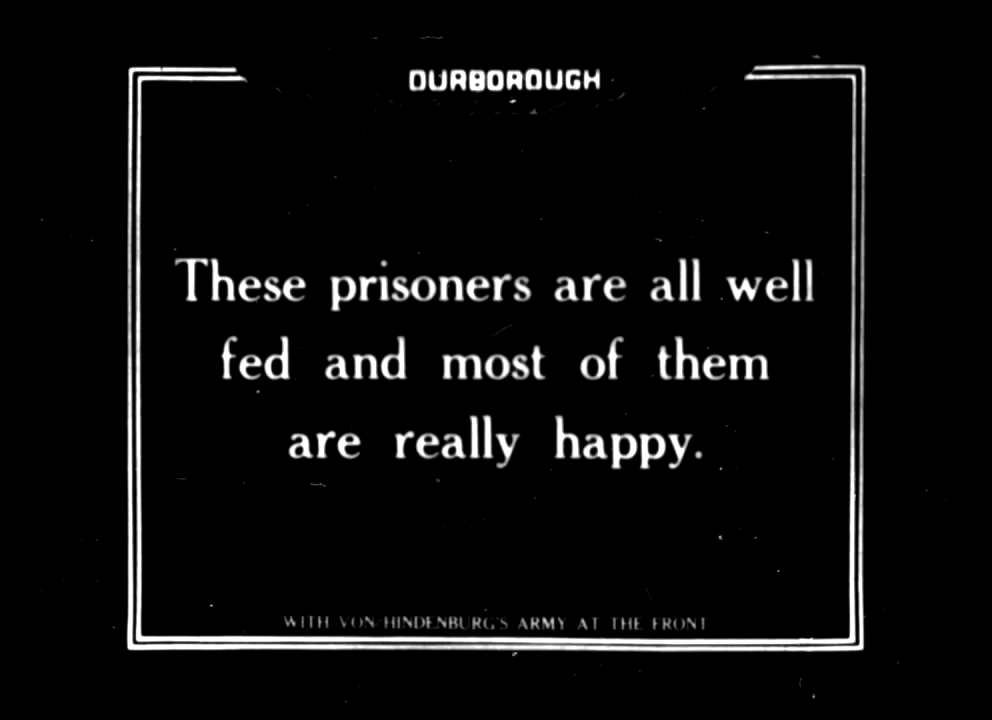 DURBOROUGH
These prisoners are all well
fed and most of them
are really happy.
WITH VON HINDENBURG'S ARMY AT THE FRONT